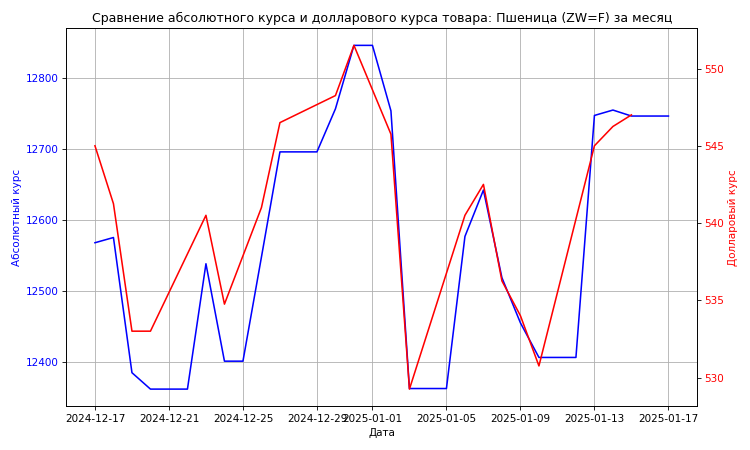 Сравнение абсолютного курса и долларового курса товара: Пшеница (ZW=F) за месяц
Абсолютный курс
12800
12700
12600
12500
12400
550
545
540
535
530
Долларовый курс
2024-12-17 2024-12-21 2024-12-25 2024-12-29 2025-01-01 2025-01-05 2025-01-09 2025-01-13 2025-01-17
Дата